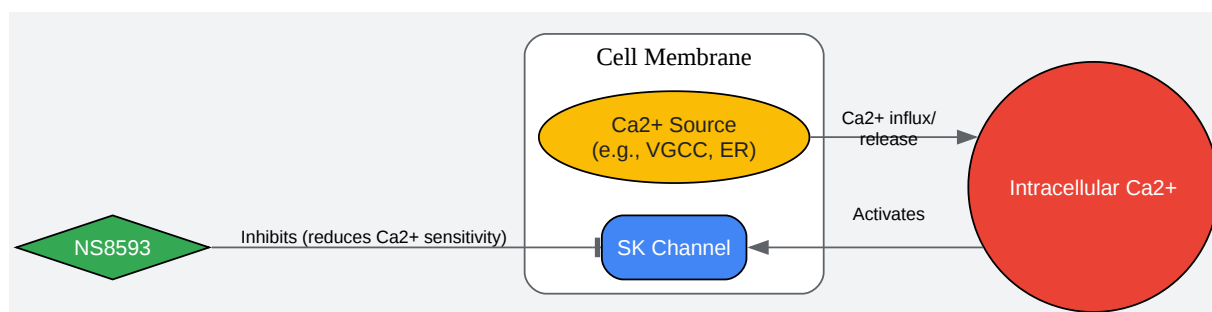 Cell Membrane
Ca2+ Source
(e.g., VGCC, ER)
Ca2+ influx/
release
Intracellular Ca2+
Activates
NS8593
Inhibits (reduces Ca2+ sensitivity)
SK Channel